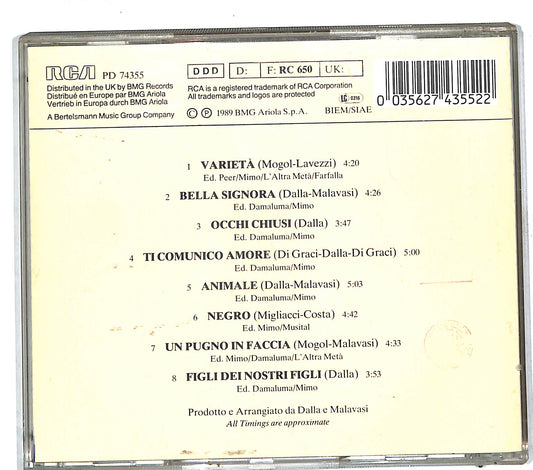 RCA PD 74355
DDD D: F: RC 650 UK:
Distributed in the UK by BMG Records
Distribué en Europe par BMG Ariola
Vertrieb in Europa durch BMG Ariola
A Bertelsmann Music Group Company
RCA is a registered trademark of RCA Corporation
All trademarks and logos are protected
© ℗ 1989 BMG Ariola S.p.A. BIEM/SIAE
LC 0316
0 035627 435522
1 VARIETÀ (Mogol-Lavezzi) 4:20
Ed. Peer/Mimo/L'Altra Metà/Farfalla
2 BELLA SIGNORA (Dalla-Malavasi) 4:26
Ed. Damaluma/Mimo
3 OCCHI CHIUSI (Dalla) 3:47
Ed. Damaluma/Mimo
4 TI COMUNICO AMORE (Di Graci-Dalla-Di Graci) 5:00
Ed. Damaluma/Mimo
5 ANIMALE (Dalla-Malavasi) 5:03
Ed. Damaluma/Mimo
6 NEGRO (Migliacci-Costa) 4:42
Ed. Mimo/Musital
7 UN PUGNO IN FACCIA (Mogol-Malavasi) 4:33
Ed. Mimo/Damaluma/L'Altra Metà
8 FIGLI DEI NOSTRI FIGLI (Dalla) 3:53
Ed. Damaluma/Mimo
Prodotto e Arrangiato da Dalla e Malavasi
All Timings are approximate